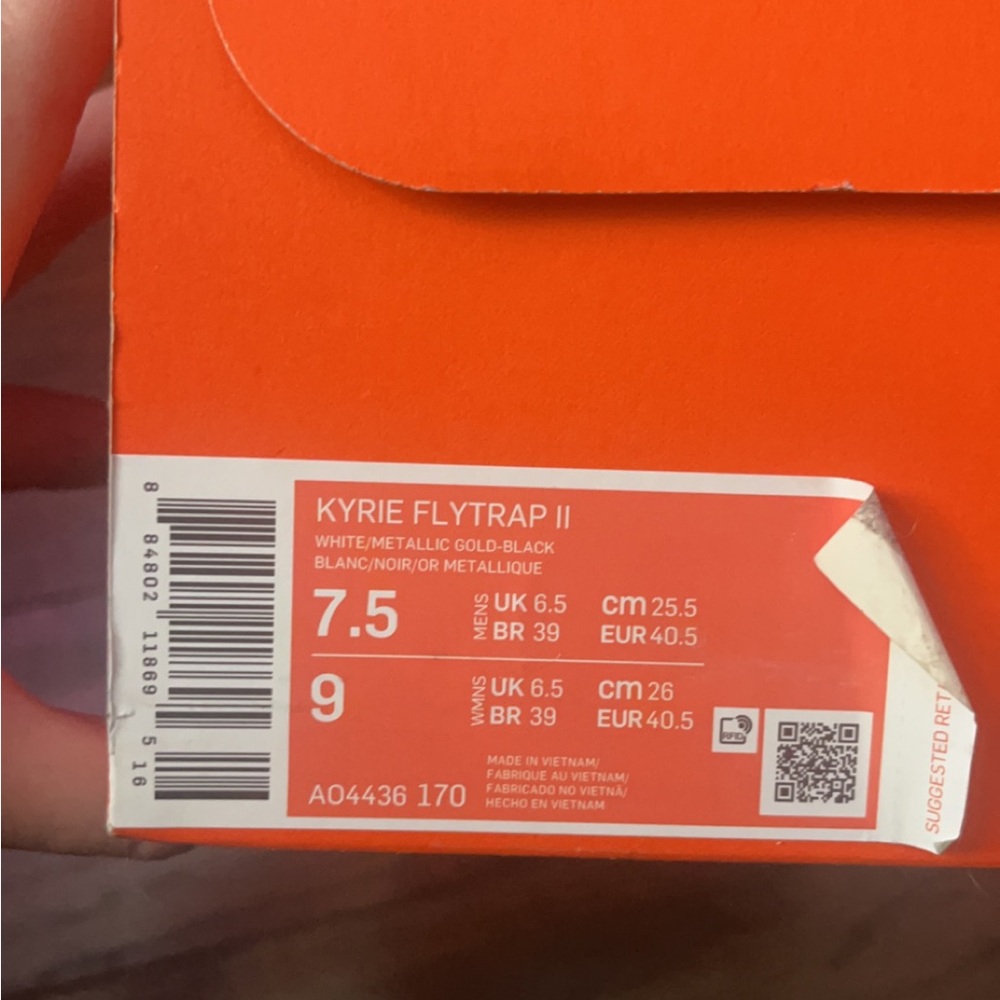 KYRIE FLYTRAP II
WHITE/METALLIC GOLD-BLACK
BLANC/NOIR/OR METALLIQUE
7.5
MENS
UK 6.5 cm 25.5
BR 39 EUR 40.5
9
WMNS
UK 6.5 cm 26
BR 39 EUR 40.5
RFID
MADE IN VIETNAM/
FABRIQUE AU VIETNAM/
FABRICADO NO VIETNÃ/
HECHO EN VIETNAM
AO4436 170
8 84802 11869 5 16
SUGGESTED RET